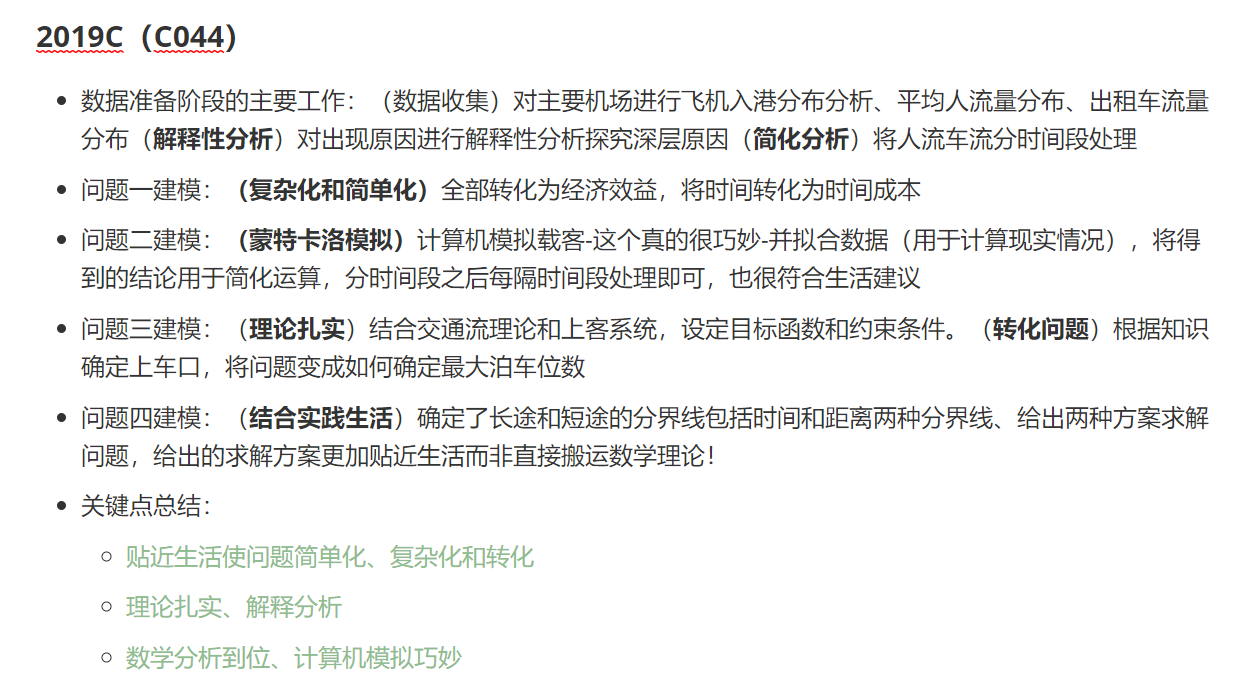 2019C（C044）
数据准备阶段的主要工作：（数据收集）对主要机场进行飞机入港分布分析、平均人流量分布、出租车流量
分布（解释性分析）对出现原因进行解释性分析探究深层原因（简化分析）将人流车流分时间段处理
问题一建模：（复杂化和简单化）全部转化为经济效益，将时间转化为时间成本
问题二建模：（蒙特卡洛模拟）计算机模拟载客-这个真的很巧妙-并拟合数据（用于计算现实情况），将得
到的结论用于简化运算，分时间段之后每隔时间段处理即可，也很符合生活建议
问题三建模：（理论扎实）结合交通流理论和上客系统，设定目标函数和约束条件。（转化问题）根据知识
确定上车口，将问题变成如何确定最大泊车位数
问题四建模：（结合实践生活）确定了长途和短途的分界线包括时间和距离两种分界线、给出两种方案求解
问题，给出的求解方案更加贴近生活而非直接搬运数学理论！
关键点总结：
贴近生活使问题简单化、复杂化和转化
理论扎实、解释分析
数学分析到位、计算机模拟巧妙